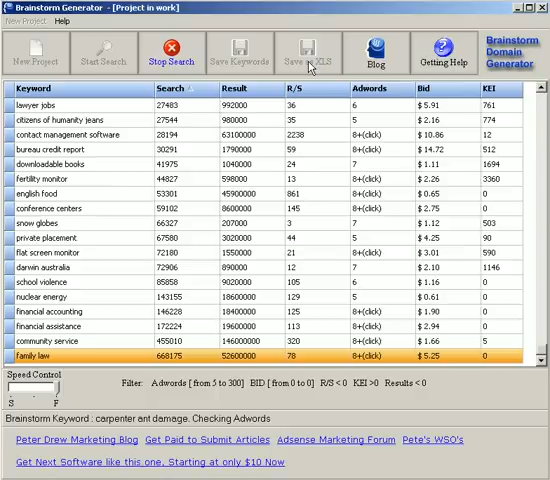 Brainstorm Generator - [Project in work]
New Project Help
New Project Start Search Stop Search Save Keywords Save as XLS Blog Getting Help Brainstorm Domain Generator
Keyword Search Result R/S Adwords Bid KEI
lawyer jobs 27483 992000 36 6 $ 5.91 761
citizens of humanity jeans 27544 980000 35 5 $ 2.16 774
contact management software 28194 63100000 2238 8+(click) $ 10.86 12
bureau credit report 30291 1790000 59 8+(click) $ 14.72 512
downloadable books 41975 1040000 24 7 $ 1.11 1694
fertility monitor 44827 598000 13 8+(click) $ 2.26 3360
english food 53301 45900000 861 8+(click) $ 0.65 0
conference centers 59102 8600000 145 8+(click) $ 2.75 0
snow globes 66327 207000 3 7 $ 1.12 503
private placement 67580 3020000 44 5 $ 4.25 90
flat screen monitor 72180 1550000 21 8+(click) $ 3.01 590
darwin australia 72906 890000 12 7 $ 2.10 1146
school violence 85858 9020000 105 6 $ 1.16 0
nuclear energy 143155 18600000 129 5 $ 0.61 0
financial accounting 146228 18400000 125 8+(click) $ 1.90 0
financial assistance 172224 19600000 113 8+(click) $ 2.94 0
community service 455010 146000000 320 8+(click) $ 1.66 5
family law 668175 52600000 78 8+(click) $ 5.25 0
Speed Control
S F
Filter: Adwords [ from 5 to 300] BID [ from 0 to 0] R/S < 0 KEI >0 Results < 0
Brainstorm Keyword : carpenter ant damage. Checking Adwords
Peter Drew Marketing Blog Get Paid to Submit Articles Adsense Marketing Forum Pete's WSO's
Get Next Software like this one, Starting at only $10 Now